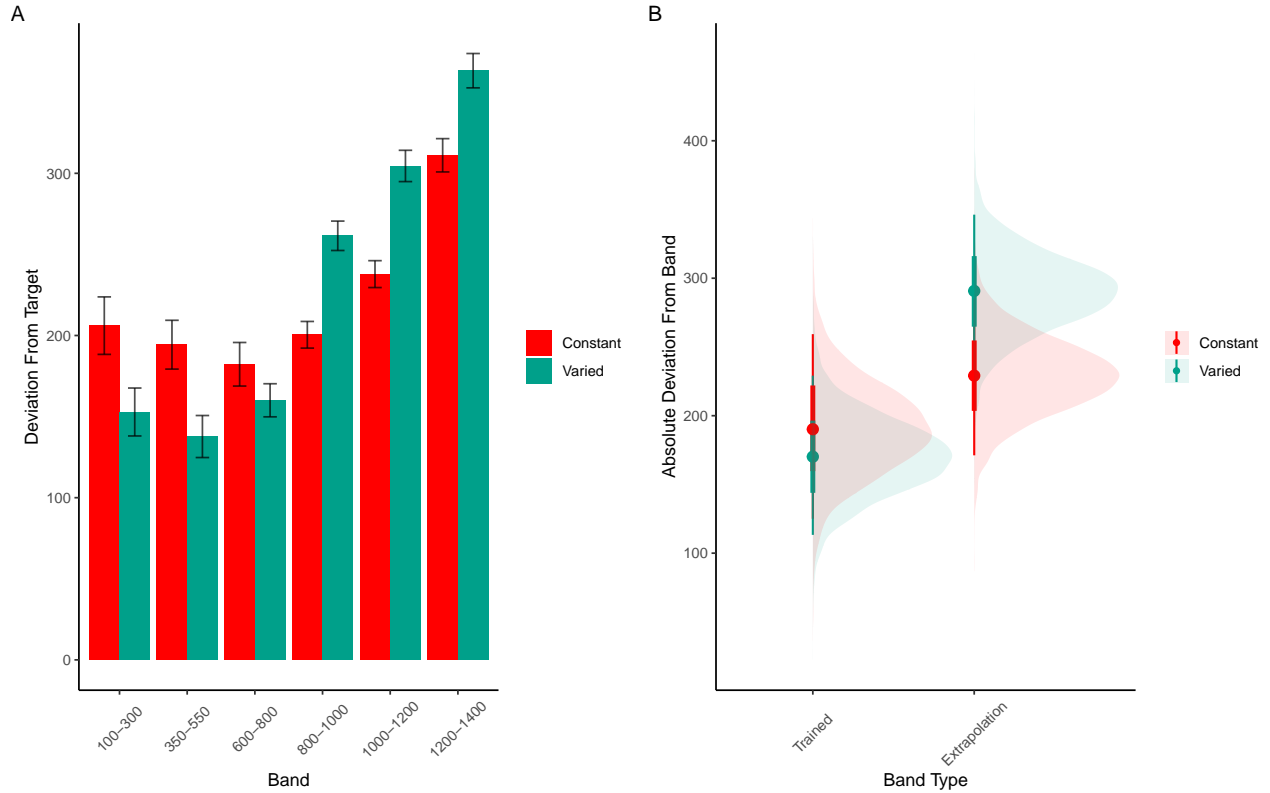 A
Deviation From Target
300
200
100
0
100–300
350–550
600–800
800–1000
1000–1200
1200–1400
Band
Constant
Varied
B
Absolute Deviation From Band
400
300
200
100
Trained
Extrapolation
Band Type
Constant
Varied